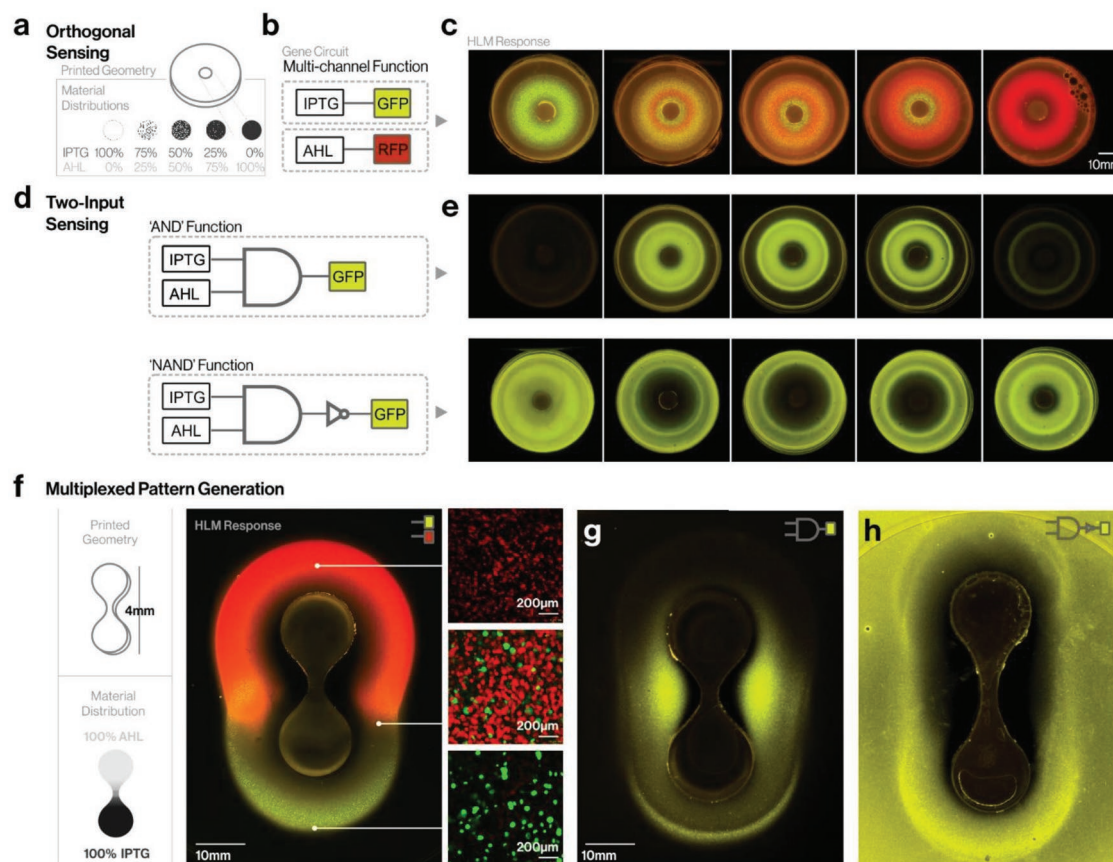 a
Orthogonal
Sensing
Printed Geometry
Material
Distributions
IPTG 100% 75% 50% 25% 0%
AHL 0% 25% 50% 75% 100%
b
Gene Circuit
Multi-channel Function
IPTG
GFP
AHL
RFP
c
HLM Response
10mm
d
Two-Input
Sensing
'AND' Function
IPTG
AHL
GFP
e
'NAND' Function
IPTG
AHL
GFP
f
Multiplexed Pattern Generation
Printed
Geometry
4mm
Material
Distribution
100% AHL
100% IPTG
HLM Response
10mm
200µm
200µm
200µm
g
10mm
h